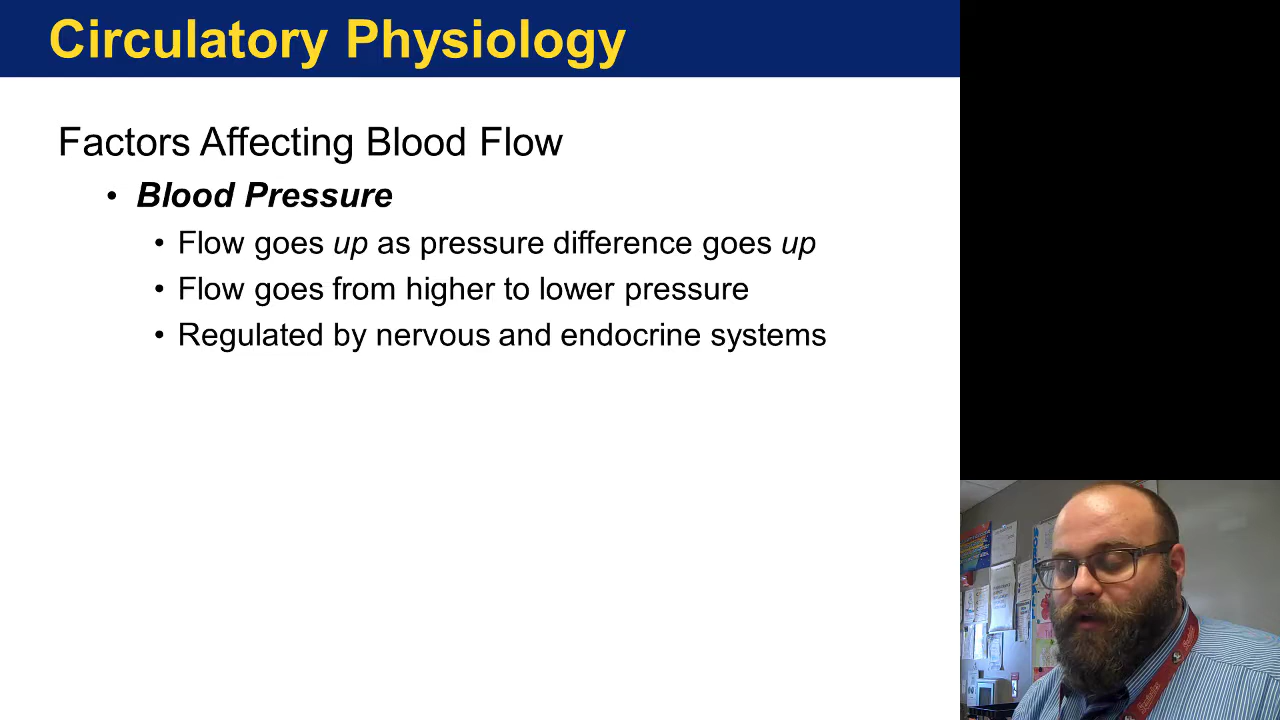 Circulatory Physiology
Factors Affecting Blood Flow
• Blood Pressure
• Flow goes up as pressure difference goes up
• Flow goes from higher to lower pressure
• Regulated by nervous and endocrine systems